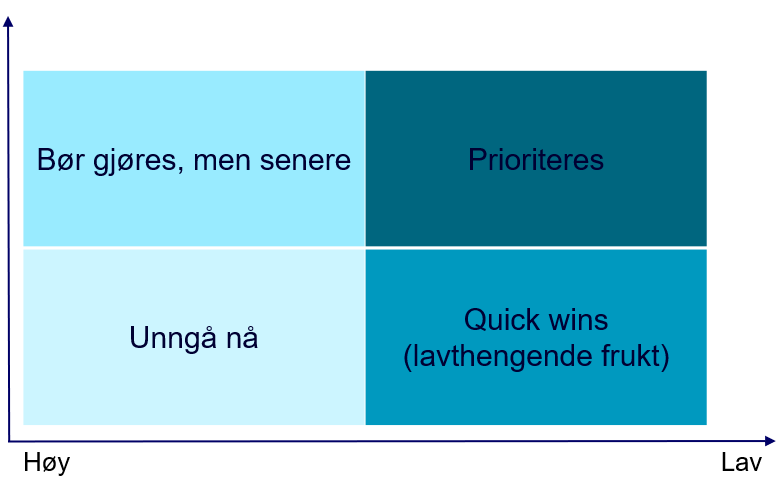 Bør gjøres, men senere
Prioriteres
Unngå nå
Quick wins
(lavthengende frukt)
Høy
Lav